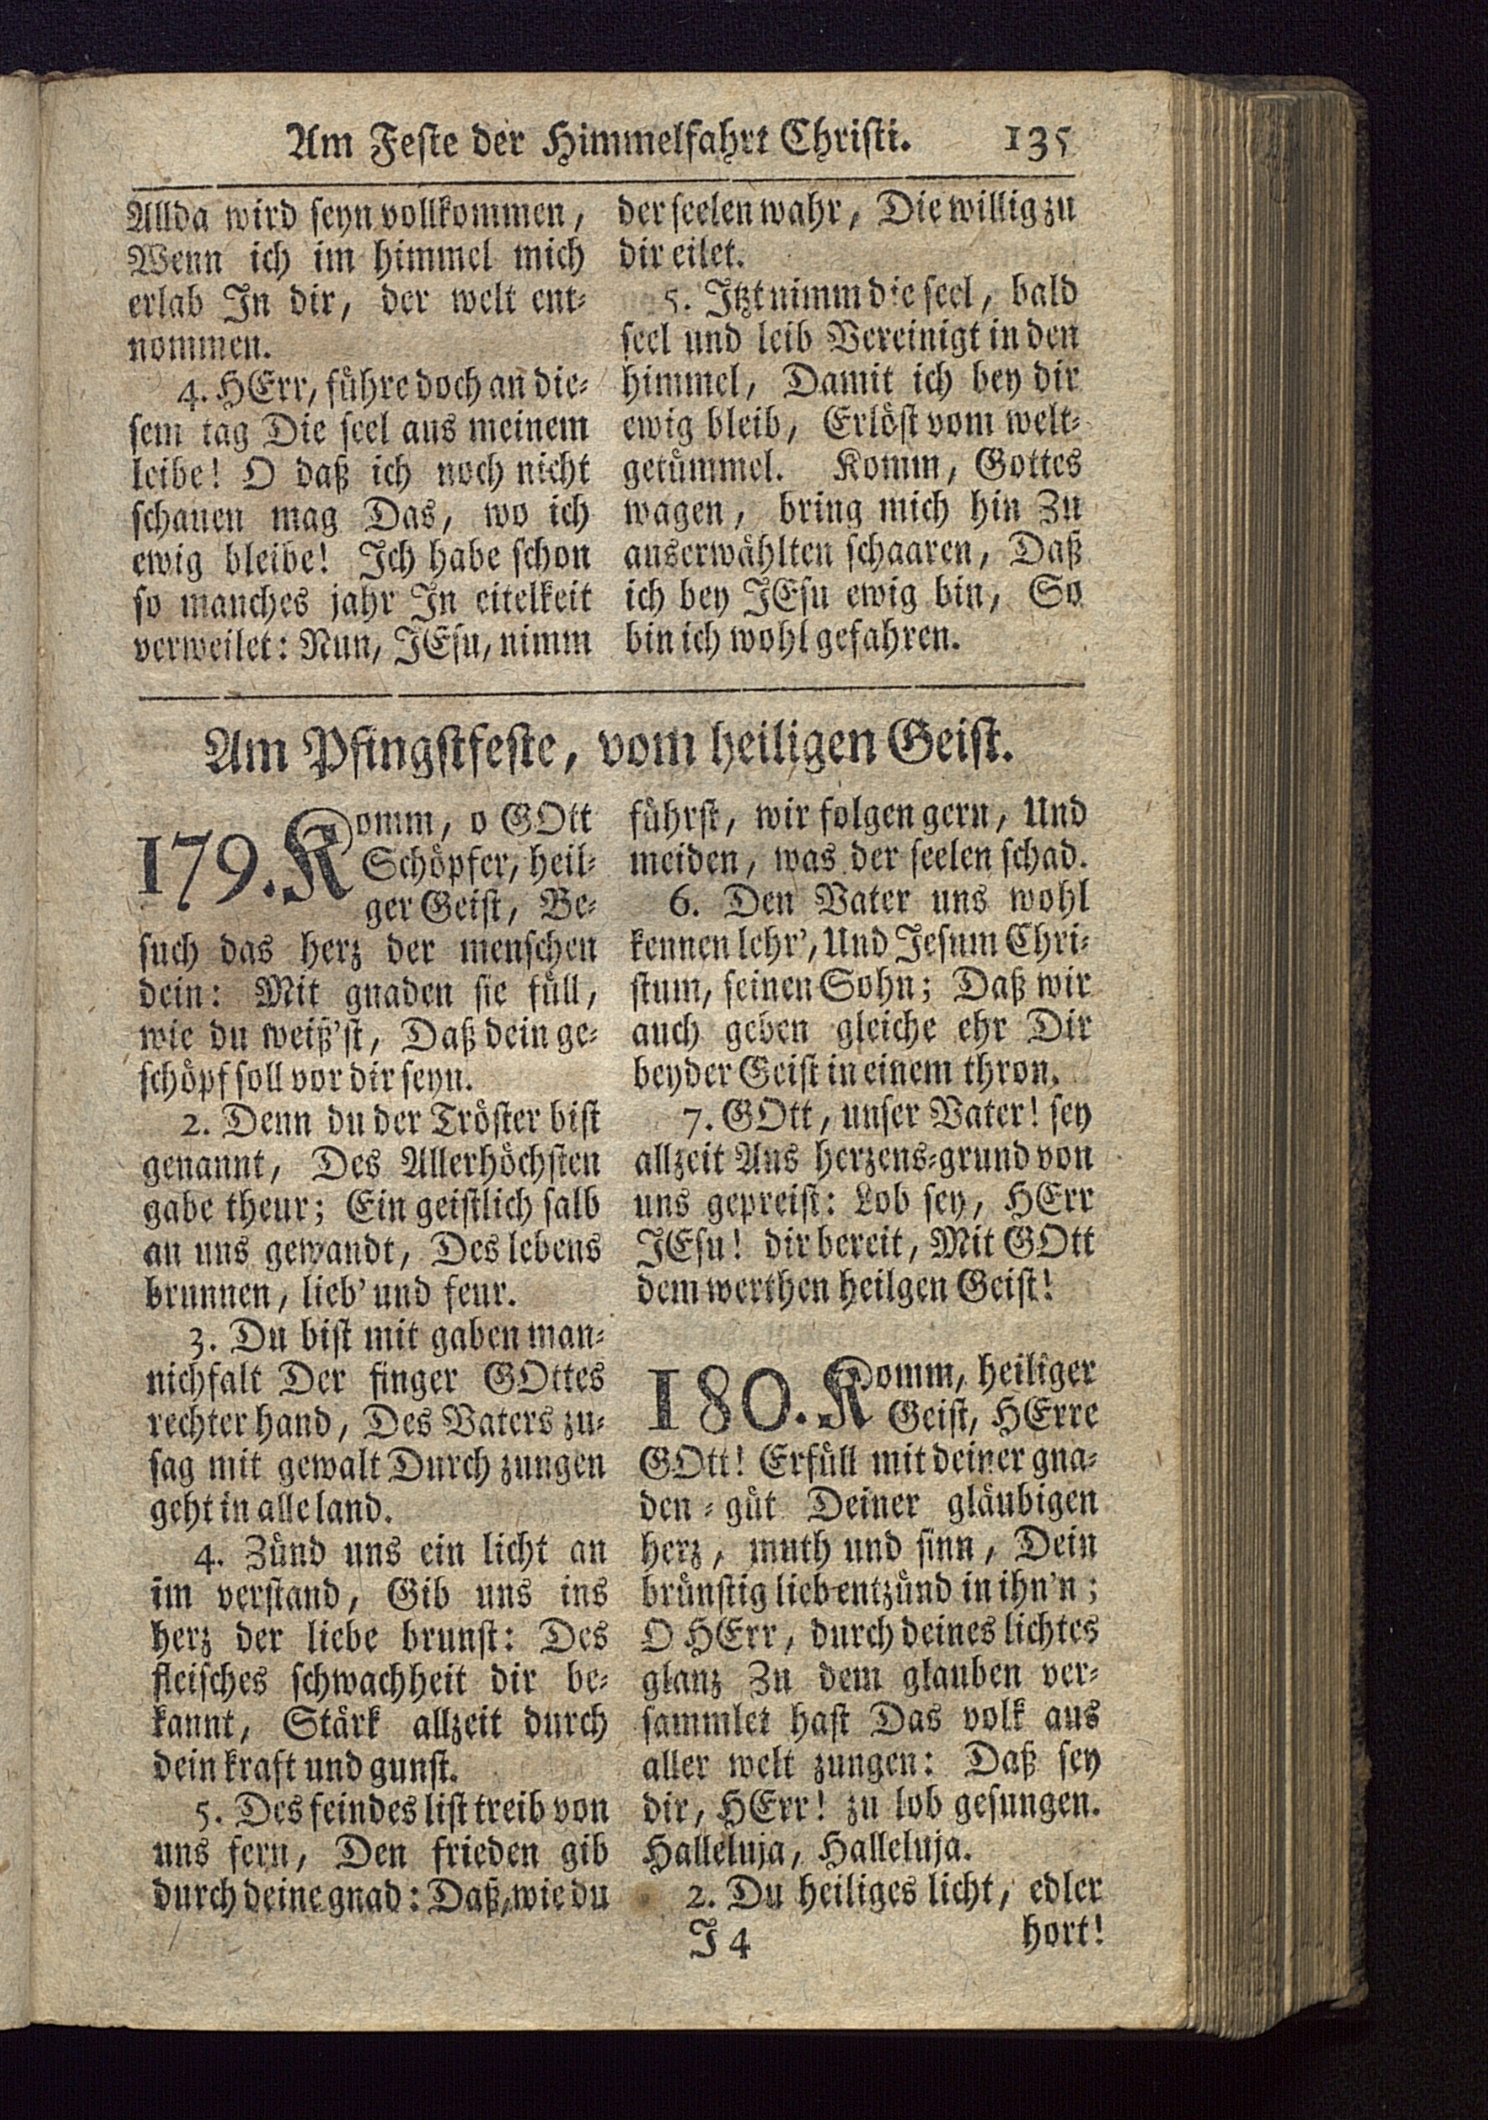 Am Feste der Himmelfahrt Christi. 135
Allda wird seyn vollkommen,
Wenn ich im himmel mich
erlab In dir, der welt ent-
nommen.
4. HErr, führe doch an die-
sem tag Die seel aus meinem
leibe! O daß ich noch nicht
schauen mag Das, wo ich
ewig bleibe! Ich habe schon
so manches jahr In eitelkeit
verweilet: Nun, JEsu, nimm
der seelen wahr, Die willig zu
dir eilet.
5. Jtzt nimm die seel, bald
seel und leib Vereinigt in den
himmel, Damit ich bey dir
ewig bleib, Erlöst vom welt-
getümmel. Komm, Gottes
wagen, bring mich hin Zu
auserwählten schaaren, Daß
ich bey JEsu ewig bin, So
bin ich wohl gefahren.
Am Pfingstfeste, vom heiligen Geist.
179. Komm, o GOtt
Schöpfer, heil-
ger Geist, Be-
such das herz der menschen
dein: Mit gnaden sie füll,
wie du weiß'st, Daß dein ge-
schöpf soll vor dir seyn.
2. Denn du der Tröster bist
genannt, Des Allerhöchsten
gabe theur; Ein geistlich salb
an uns gewandt, Des lebens
brunnen, lieb' und feur.
3. Du bist mit gaben man-
nichfalt Der finger GOttes
rechter hand, Des Vaters zu-
sag mit gewalt Durch zungen
geht in alle land.
4. Zünd uns ein licht an
im verstand, Gib uns ins
herz der liebe brunst: Des
fleisches schwachheit dir be-
kannt, Stärk allzeit durch
dein kraft und gunst.
5. Des feindes list treib von
uns fern, Den frieden gib
durch deine gnad: Daß, wie du
führst, wir folgen gern, Und
meiden, was der seelen schad.
6. Den Vater uns wohl
kennen lehr', Und Jesum Chri-
stum, seinen Sohn; Daß wir
auch geben gleiche ehr Dir
beyder Geist in einem thron.
7. GOtt, unser Vater! sey
allzeit Aus herzens-grund von
uns gepreist: Lob sey, HErr
JEsu! dir bereit, Mit GOtt
dem werthen heilgen Geist!
180. Komm, heiliger
Geist, HErre
GOtt! Erfüll mit deiner gna-
den-güt Deiner gläubigen
herz, muth und sinn, Dein
brünstig lieb entzünd in ihn'n;
O HErr, durch deines lichtes
glanz Zu dem glauben ver-
sammlet hast Das volk aus
aller welt zungen: Daß sey
dir, HErr! zu lob gesungen.
Halleluja, Halleluja.
2. Du heiliges licht, edler
J 4 hort!